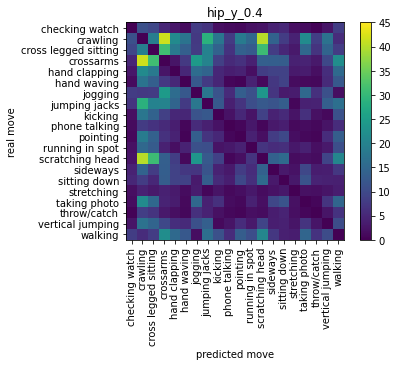 hip_y_0.4
real move
checking watch
crawling
cross legged sitting
crossarms
hand clapping
hand waving
jogging
jumping jacks
kicking
phone talking
pointing
running in spot
scratching head
sideways
sitting down
stretching
taking photo
throw/catch
vertical jumping
walking
checking watch
crawling
cross legged sitting
crossarms
hand clapping
hand waving
jogging
jumping jacks
kicking
phone talking
pointing
running in spot
scratching head
sideways
sitting down
stretching
taking photo
throw/catch
vertical jumping
walking
predicted move
45
40
35
30
25
20
15
10
5
0